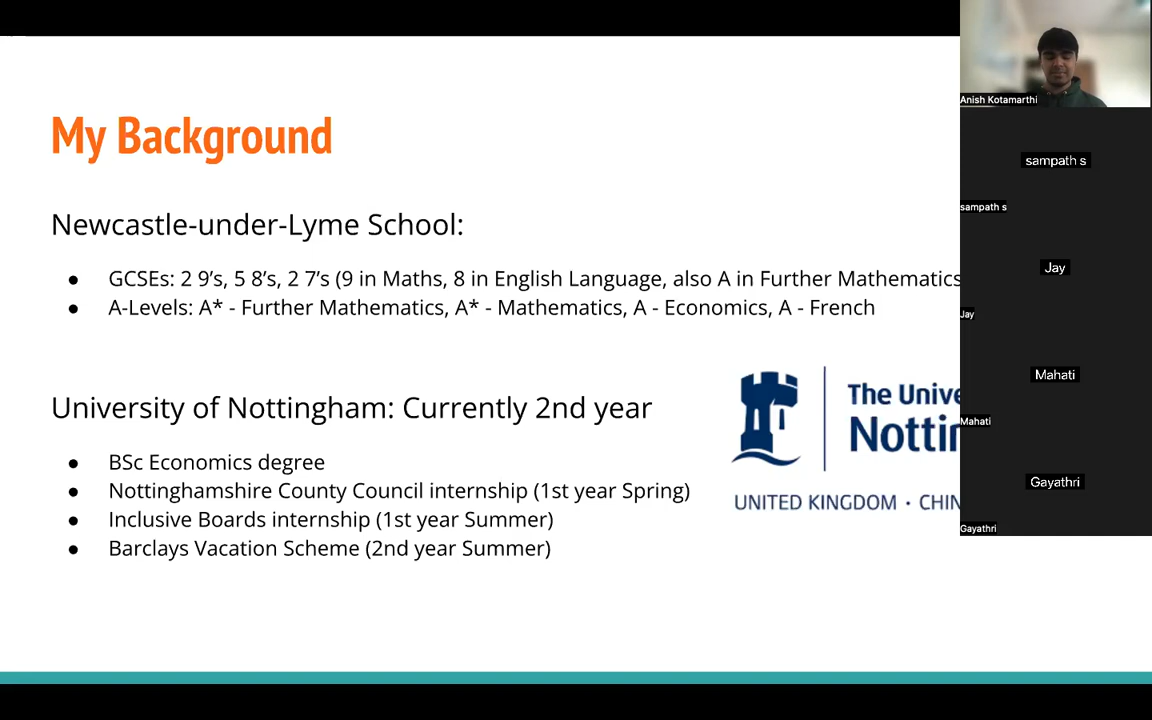 My Background
Newcastle-under-Lyme School:
● GCSEs: 2 9's, 5 8's, 2 7's (9 in Maths, 8 in English Language, also A in Further Mathematics
● A-Levels: A* - Further Mathematics, A* - Mathematics, A - Economics, A - French
University of Nottingham: Currently 2nd year
● BSc Economics degree
● Nottinghamshire County Council internship (1st year Spring)
● Inclusive Boards internship (1st year Summer)
● Barclays Vacation Scheme (2nd year Summer)
The
UNITED KINGDOM ·
Anish Kotamarthi
sampath s
sampath s
Jay
Jay
Mahati
Mahati
Gayathri
Gayathri